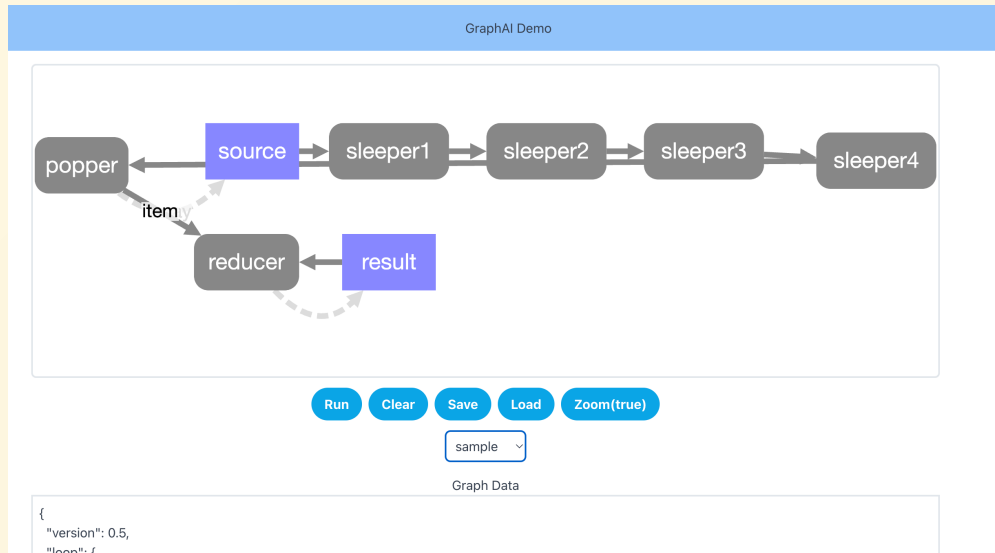 GraphAI Demo
popper
source
sleeper1
sleeper2
sleeper3
sleeper4
item
reducer
result
Run Clear Save Load Zoom(true)
sample
Graph Data
{
"version": 0.5,
"loop": {